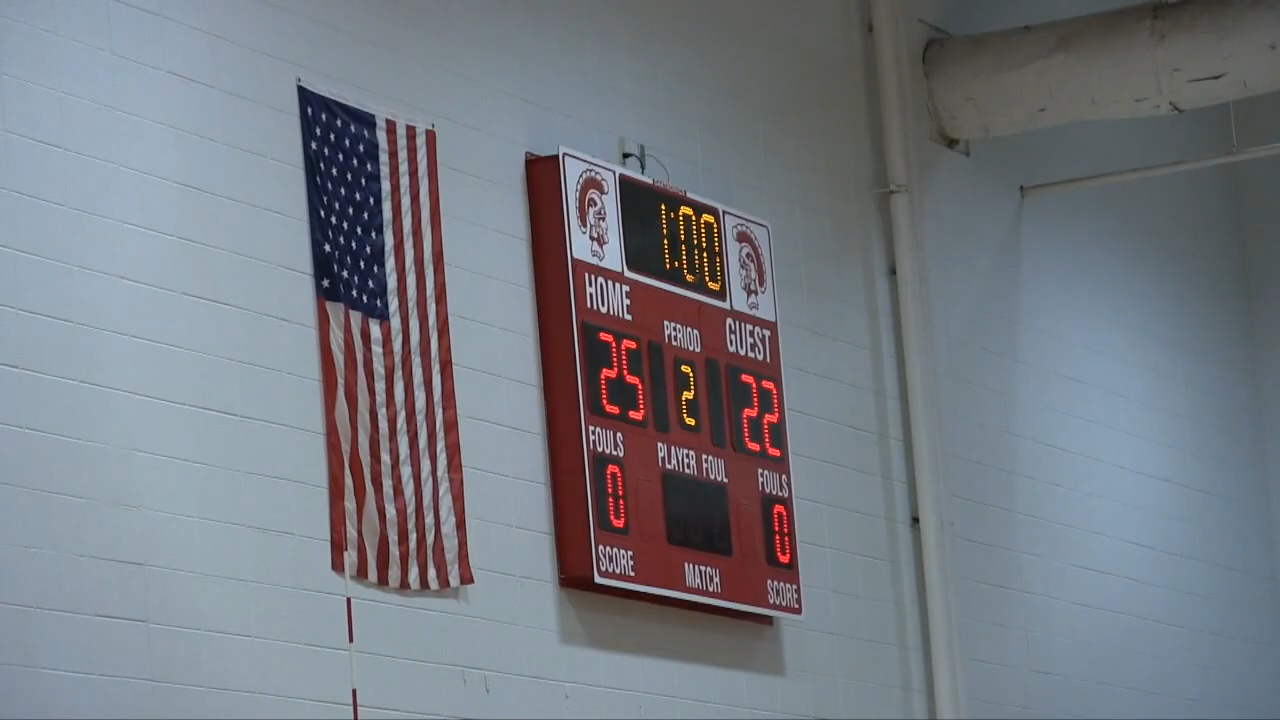 1:00
HOME
PERIOD
GUEST
25
2
22
FOULS
PLAYER FOUL
FOULS
0
0
SCORE
MATCH
SCORE